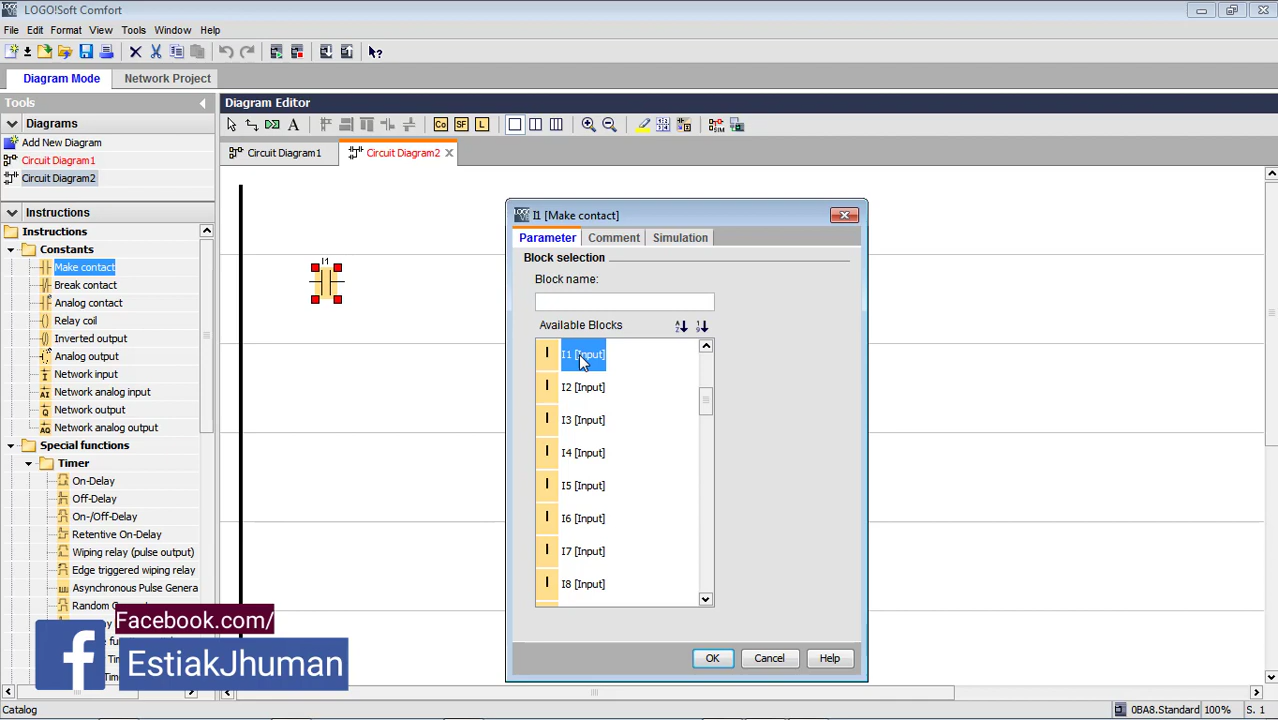 LOGO!Soft Comfort
File Edit Format View Tools Window Help
Diagram Mode Network Project
Tools
Diagrams
Add New Diagram
Circuit Diagram1
Circuit Diagram2
Instructions
Instructions
Constants
Make contact
Break contact
Analog contact
Relay coil
Inverted output
Analog output
Network input
Network analog input
Network output
Network analog output
Special functions
Timer
On-Delay
Off-Delay
On-/Off-Delay
Retentive On-Delay
Wiping relay (pulse output)
Edge triggered wiping relay
Asynchronous Pulse Genera
Random
Diagram Editor
A Co SF L
Circuit Diagram1 Circuit Diagram2
I1
I1 [Make contact]
Parameter Comment Simulation
Block selection
Block name:
Available Blocks
I I1 [Input]
I I2 [Input]
I I3 [Input]
I I4 [Input]
I I5 [Input]
I I6 [Input]
I I7 [Input]
I I8 [Input]
OK Cancel Help
Facebook.com/
f EstiakJhuman
Catalog 0BA8.Standard 100% S. 1